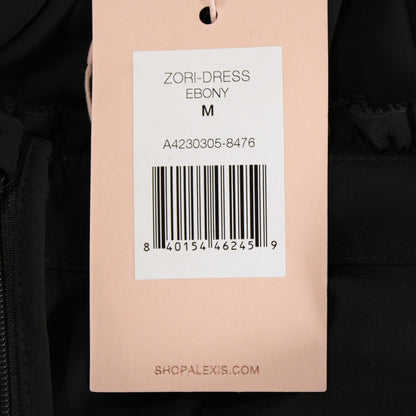 ZORI-DRESS
EBONY
M
A4230305-8476
8 40154 46245 9
SHOPALEXIS.COM